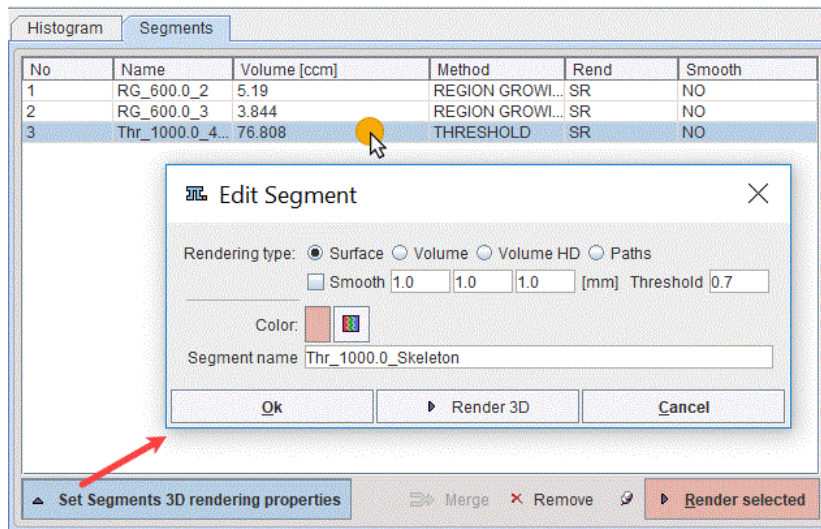 Histogram Segments
No Name Volume [ccm] Method Rend Smooth
1 RG_600.0_2 5.19 REGION GROWI... SR NO
2 RG_600.0_3 3.844 REGION GROWI... SR NO
3 Thr_1000.0_4... 76.808 THRESHOLD SR NO
Edit Segment
Rendering type: Surface Volume Volume HD Paths
Smooth 1.0 1.0 1.0 [mm] Threshold 0.7
Color:
Segment name Thr_1000.0_Skeleton
Ok Render 3D Cancel
Set Segments 3D rendering properties Merge Remove Render selected